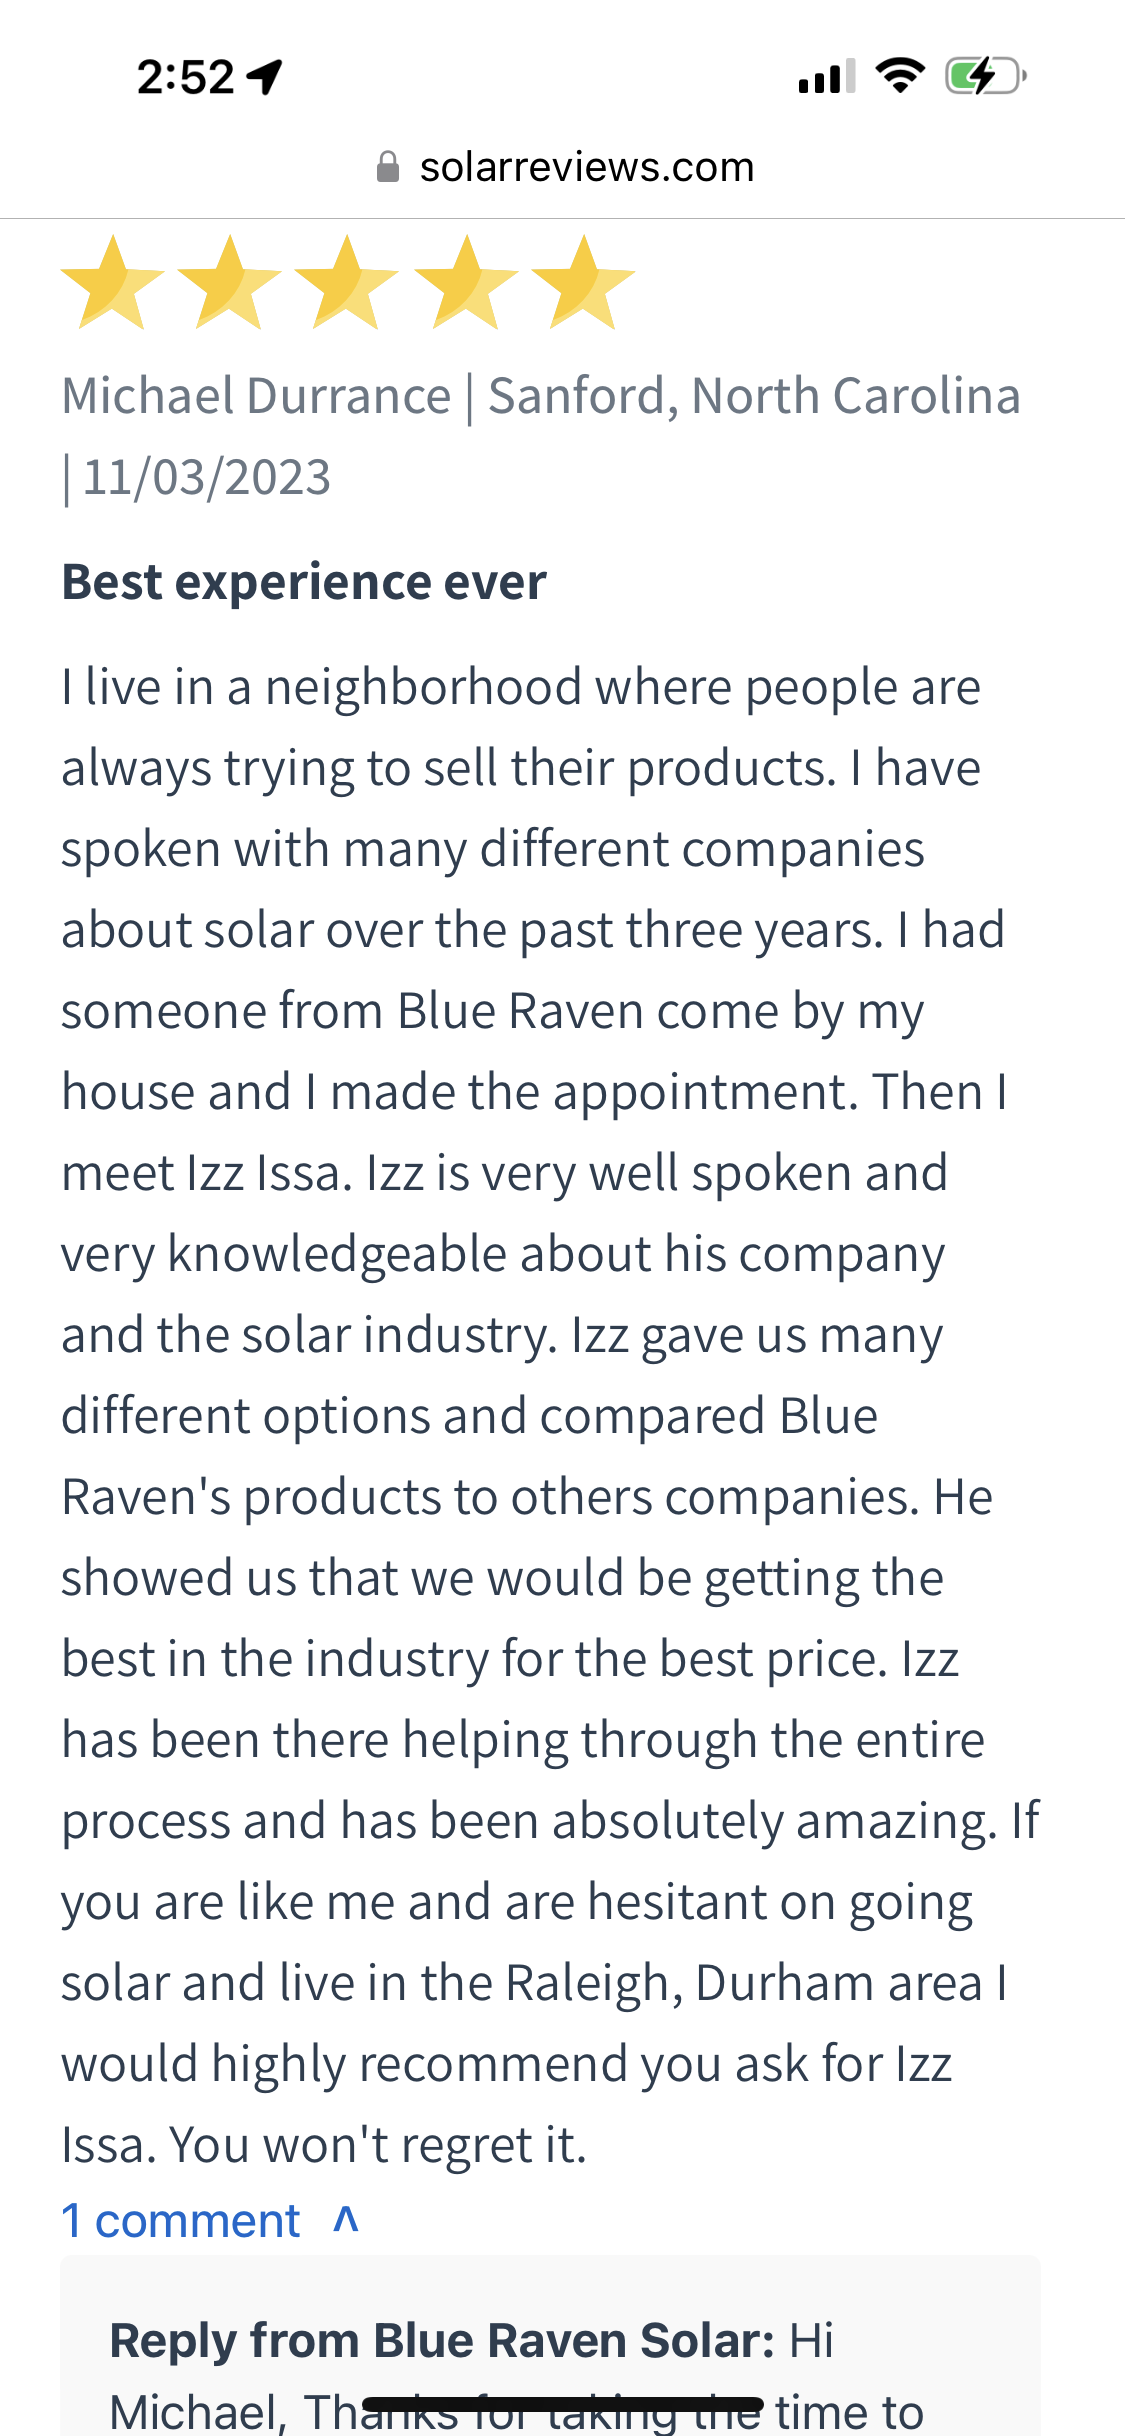 2:52
solarreviews.com
Michael Durrance | Sanford, North Carolina
| 11/03/2023
Best experience ever
I live in a neighborhood where people are
always trying to sell their products. I have
spoken with many different companies
about solar over the past three years. I had
someone from Blue Raven come by my
house and I made the appointment. Then I
meet Izz Issa. Izz is very well spoken and
very knowledgeable about his company
and the solar industry. Izz gave us many
different options and compared Blue
Raven's products to others companies. He
showed us that we would be getting the
best in the industry for the best price. Izz
has been there helping through the entire
process and has been absolutely amazing. If
you are like me and are hesitant on going
solar and live in the Raleigh, Durham area I
would highly recommend you ask for Izz
Issa. You won't regret it.
1 comment ^
Reply from Blue Raven Solar: Hi
Michael, Thanks for taking the time to